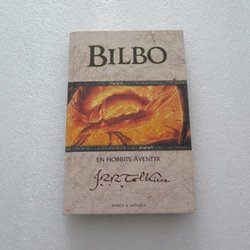 BILBO
EN HOBBITS ÄVENTYR
J.R.R. Tolkien